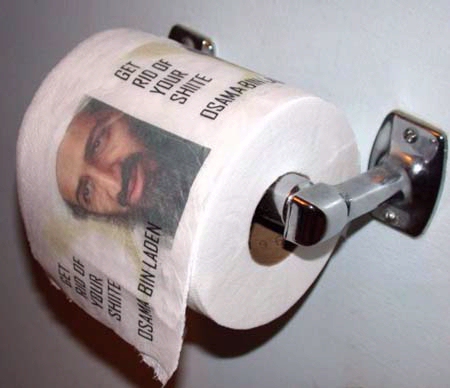 GET
RID OF
YOUR
SHIITE
OSAMA BIN
GET
RID OF
YOUR
SHIITE
OSAMA BIN LADEN